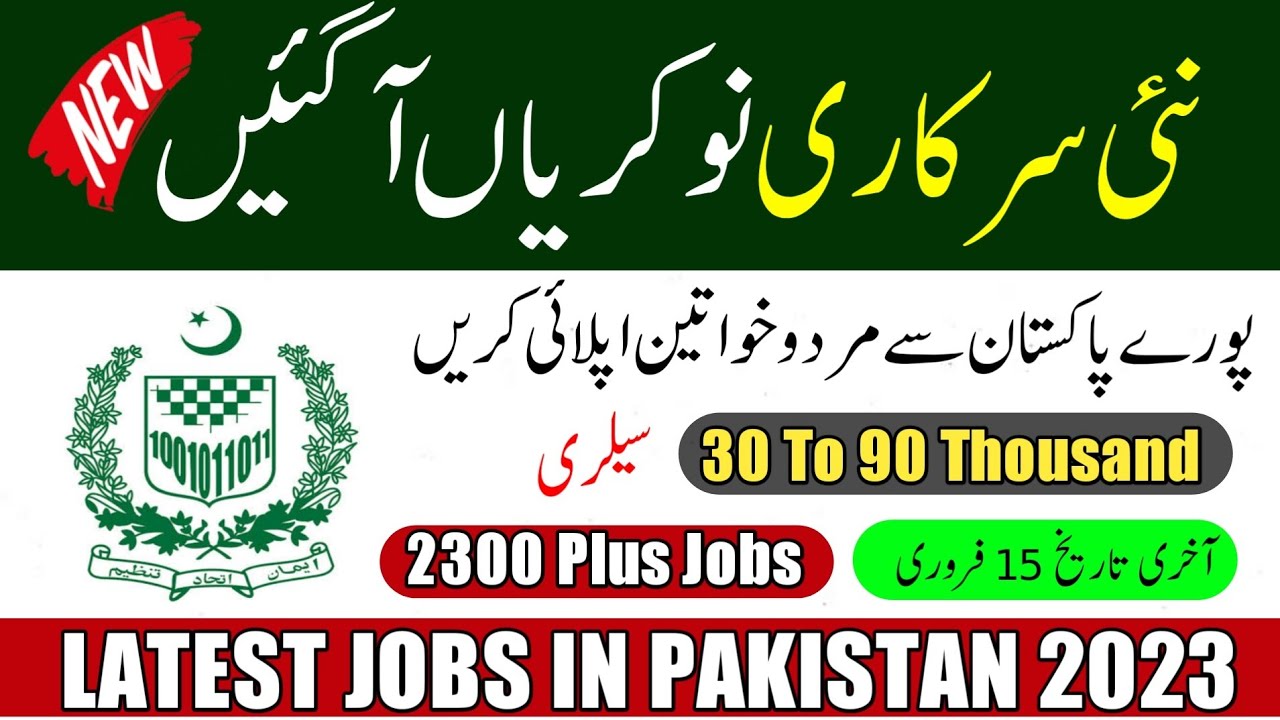 NEW
نئی سرکاری نوکریاں آگئیں
پورے پاکستان سے مرد و خواتین اپلائی کریں
30 To 90 Thousand سیلری
1001011011
ایمان اتحاد تنظیم
2300 Plus Jobs
آخری تاریخ 15 فروری
LATEST JOBS IN PAKISTAN 2023